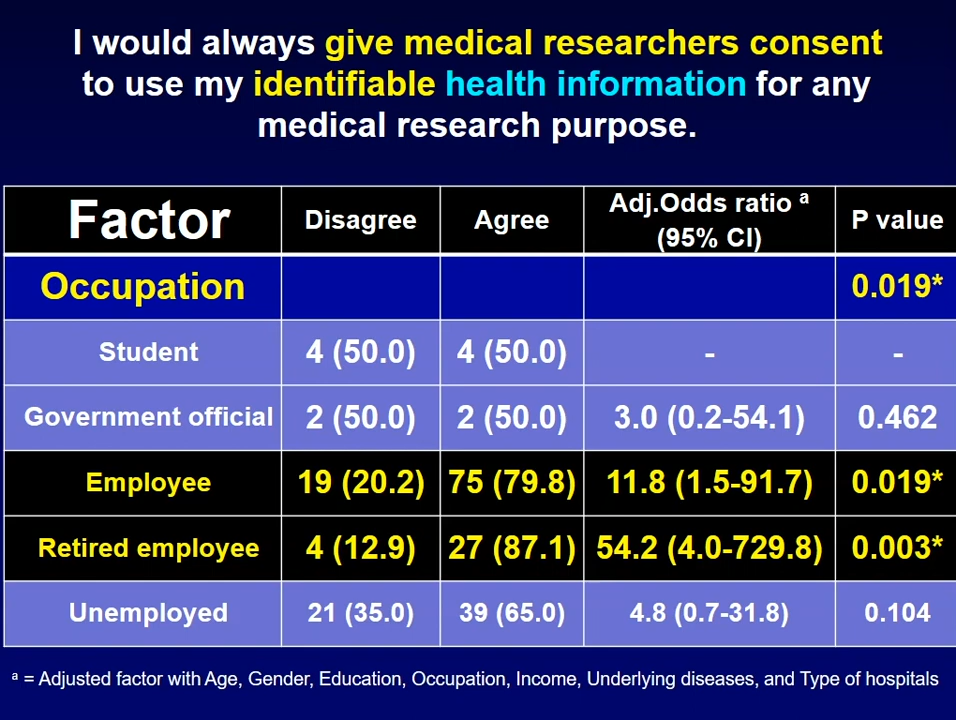 I would always give medical researchers consent
to use my identifiable health information for any
medical research purpose.
Factor Disagree Agree Adj.Odds ratio ᵃ (95% CI) P value
Occupation 0.019*
Student 4 (50.0) 4 (50.0) - -
Government official 2 (50.0) 2 (50.0) 3.0 (0.2-54.1) 0.462
Employee 19 (20.2) 75 (79.8) 11.8 (1.5-91.7) 0.019*
Retired employee 4 (12.9) 27 (87.1) 54.2 (4.0-729.8) 0.003*
Unemployed 21 (35.0) 39 (65.0) 4.8 (0.7-31.8) 0.104
ᵃ = Adjusted factor with Age, Gender, Education, Occupation, Income, Underlying diseases, and Type of hospitals